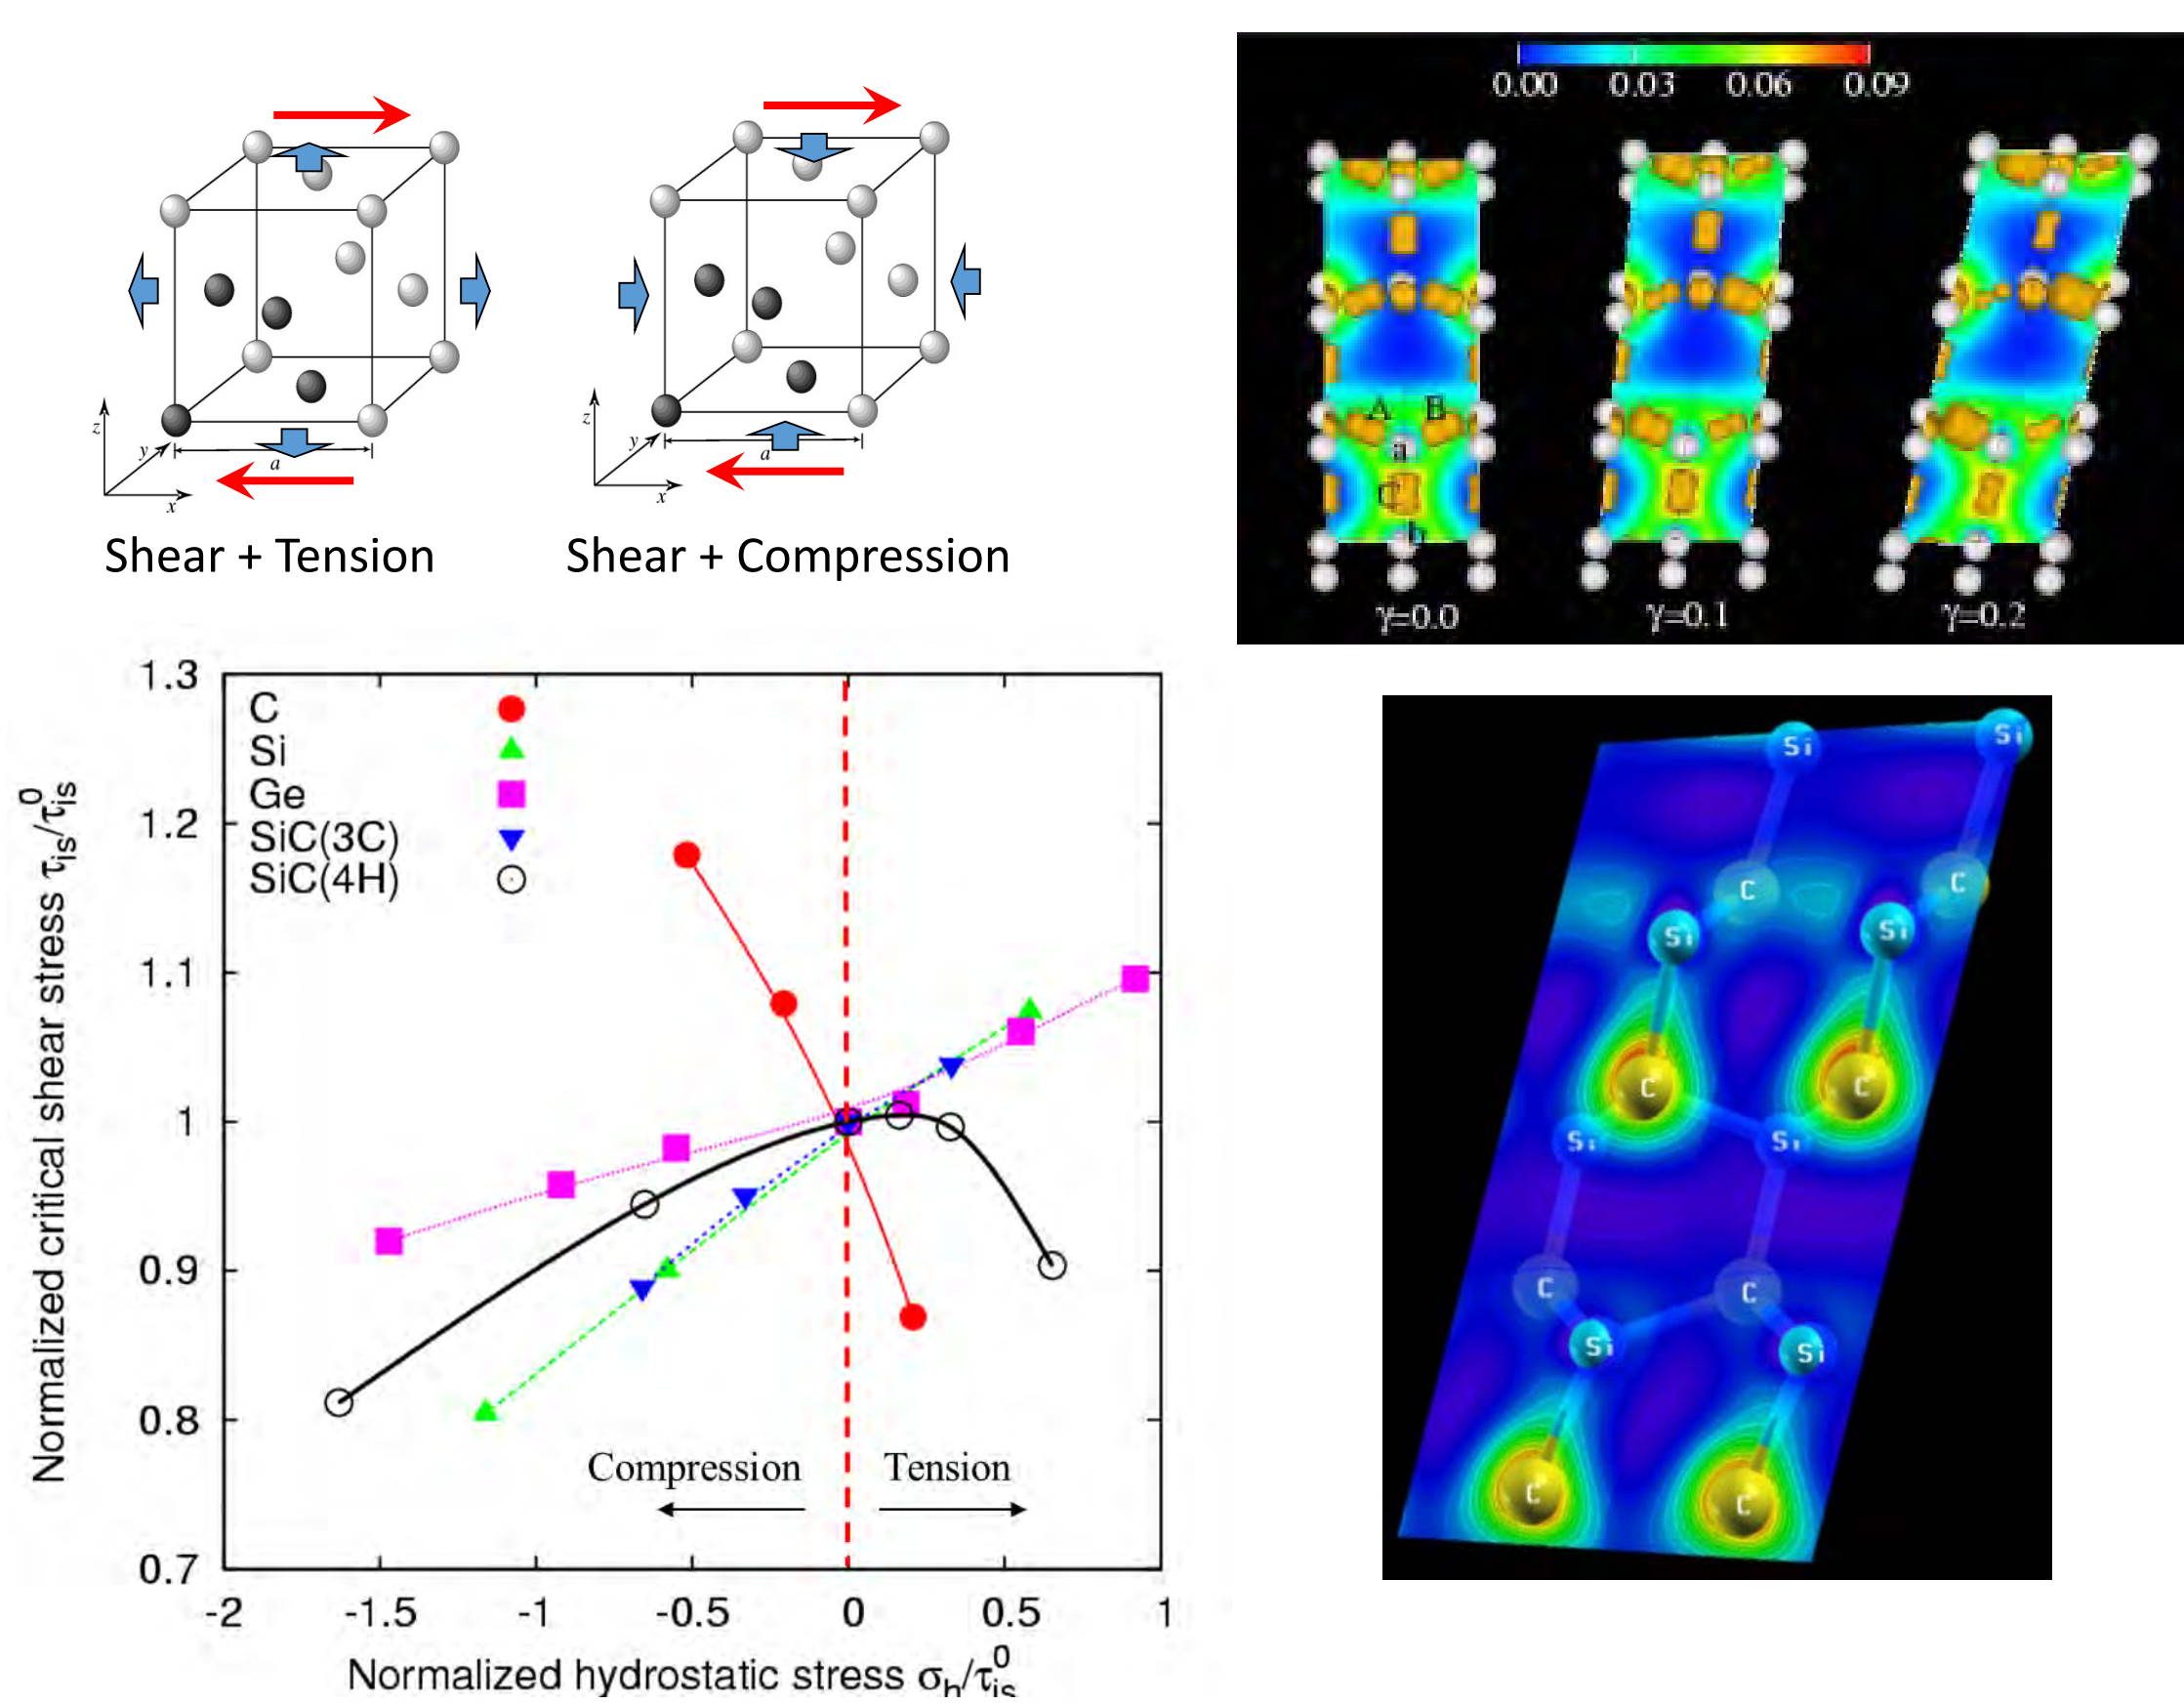 z
y
a
x
Shear + Tension
z
y
a
x
Shear + Compression
0.00 0.03 0.06 0.09
A B
a
C
b
γ=0.0 γ=0.1 γ=0.2
1.3
1.2
1.1
1
0.9
0.8
0.7
C
Si
Ge
SiC(3C)
SiC(4H)
Compression Tension
-2 -1.5 -1 -0.5 0 0.5 1
Normalized critical shear stress τis/τ⁰is
Normalized hydrostatic stress σh/τ⁰is
Si Si
C C
Si Si
C C
Si Si
C C
Si Si
C C